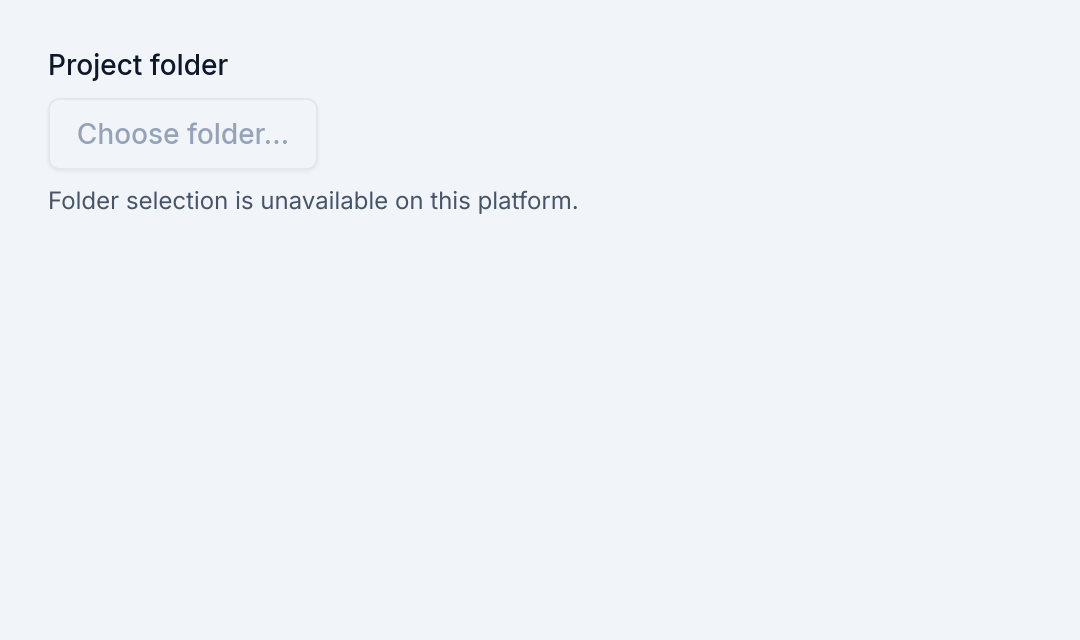 Project folder
Choose folder...
Folder selection is unavailable on this platform.